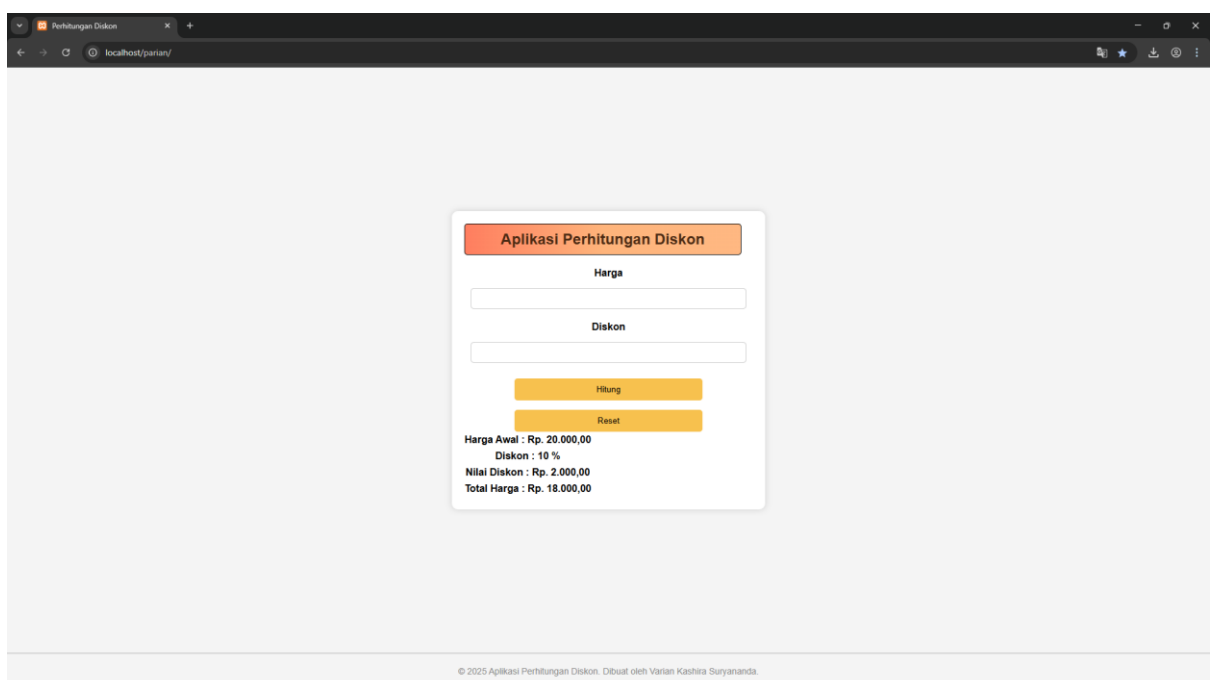 Perhitungan Diskon
localhost/parian/
Aplikasi Perhitungan Diskon
Harga
Diskon
Hitung
Reset
Harga Awal : Rp. 20.000,00
Diskon : 10 %
Nilai Diskon : Rp. 2.000,00
Total Harga : Rp. 18.000,00
© 2025 Aplikasi Perhitungan Diskon. Dibuat oleh Varian Kashira Suryananda.